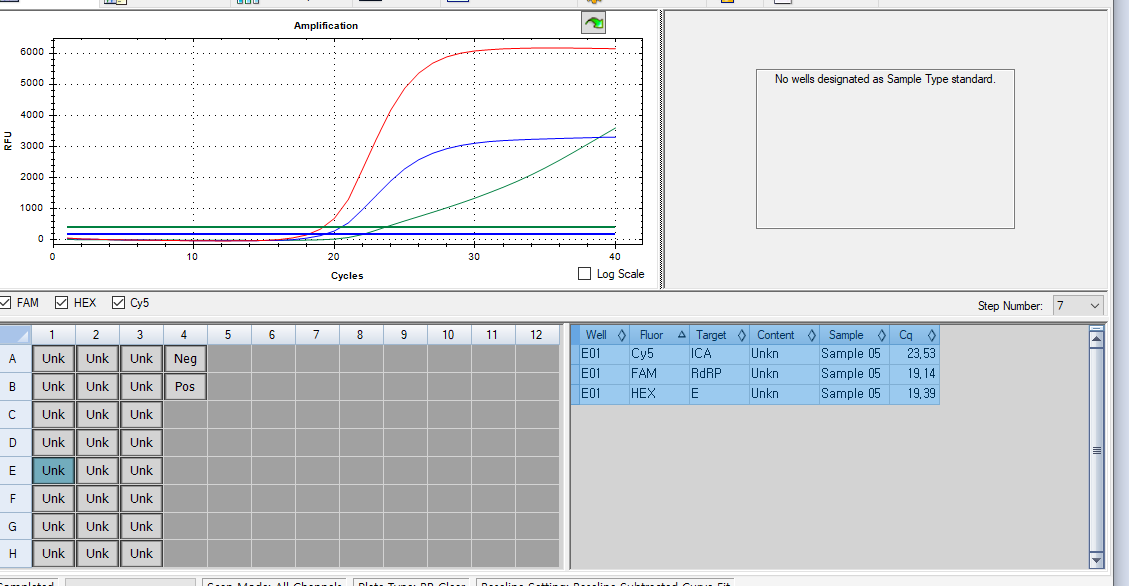 Amplification
No wells designated as Sample Type standard.
6000
5000
4000
3000
2000
1000
0
RFU
0 10 20 30 40
Cycles
Log Scale
FAM HEX Cy5
Step Number: 7
1 2 3 4 5 6 7 8 9 10 11 12
A Unk Unk Unk Neg
B Unk Unk Unk Pos
C Unk Unk Unk
D Unk Unk Unk
E Unk Unk Unk
F Unk Unk Unk
G Unk Unk Unk
H Unk Unk Unk
Well Fluor Target Content Sample Cq
E01 Cy5 ICA Unkn Sample 05 23,53
E01 FAM RdRP Unkn Sample 05 19,14
E01 HEX E Unkn Sample 05 19,39
Completed Scan Mode: All Channels Plate Type: BR Clear Baseline Setting: Baseline Subtracted Curve Fit